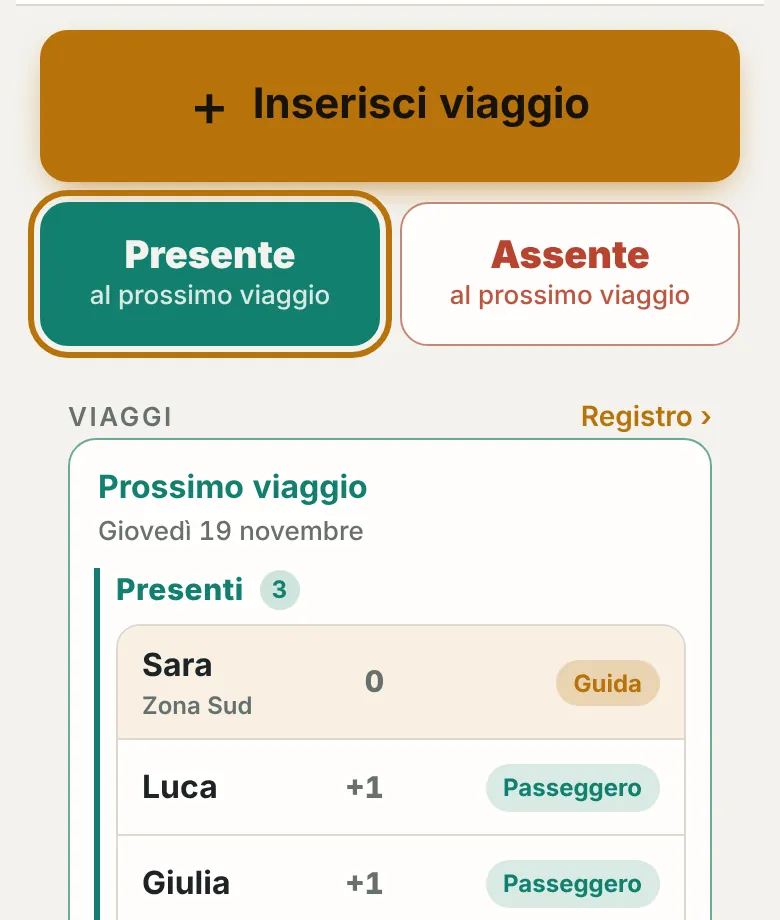 + Inserisci viaggio
Presente
al prossimo viaggio
Assente
al prossimo viaggio
VIAGGI
Registro ›
Prossimo viaggio
Giovedì 19 novembre
Presenti 3
Sara
Zona Sud
0
Guida
Luca +1 Passeggero
Giulia +1 Passeggero